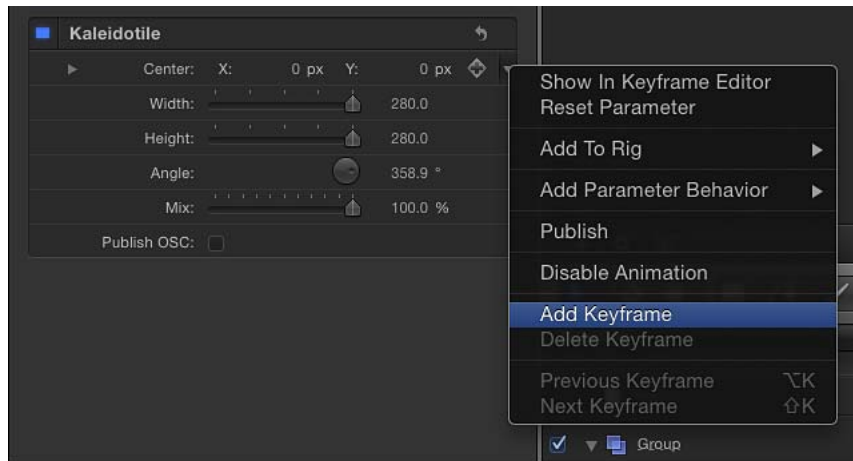 Kaleidotile
Center: X: 0 px Y: 0 px
Width: 280.0
Height: 280.0
Angle: 358.9 °
Mix: 100.0 %
Publish OSC:
Show In Keyframe Editor
Reset Parameter
Add To Rig
Add Parameter Behavior
Publish
Disable Animation
Add Keyframe
Delete Keyframe
Previous Keyframe ⌥K
Next Keyframe ⇧K
Group